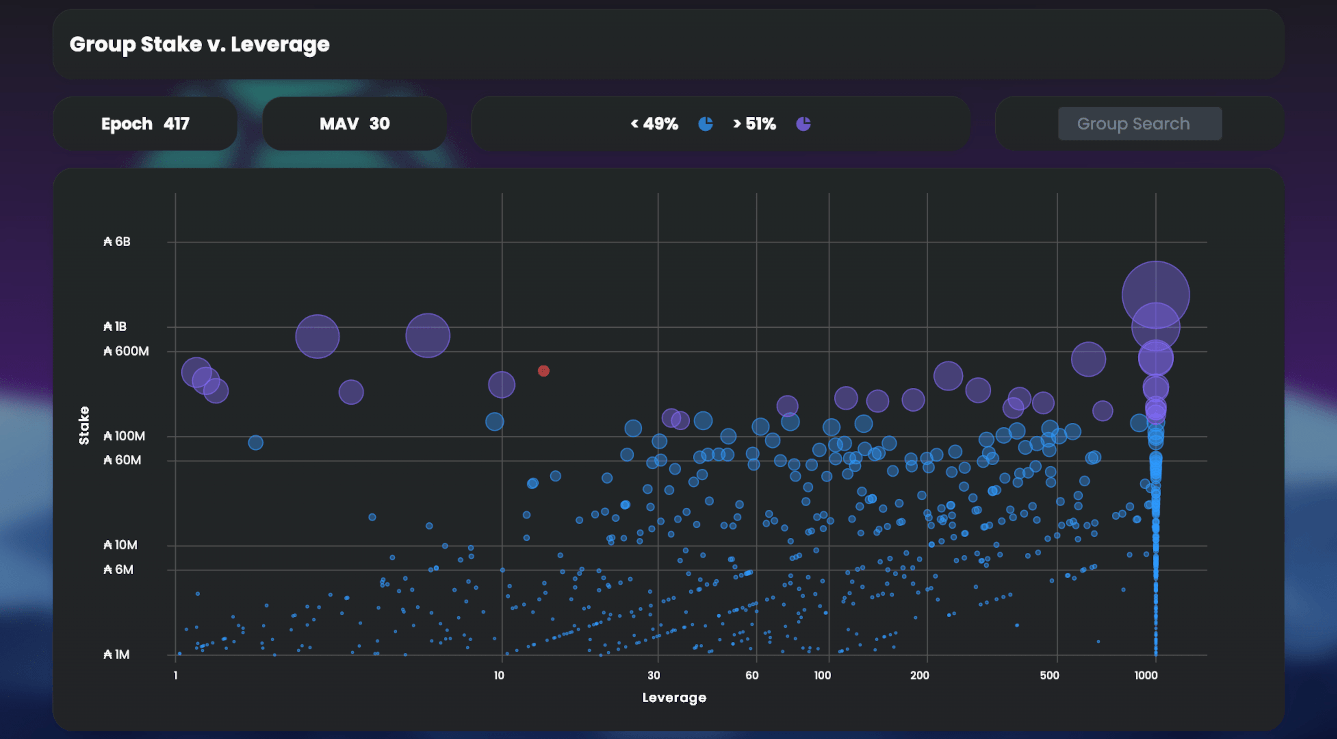 Group Stake v. Leverage
Epoch 417
MAV 30
< 49% > 51%
Group Search
₳ 6B
₳ 1B
₳ 600M
₳ 100M
₳ 60M
₳ 10M
₳ 6M
₳ 1M
Stake
1 10 30 60 100 200 500 1000
Leverage